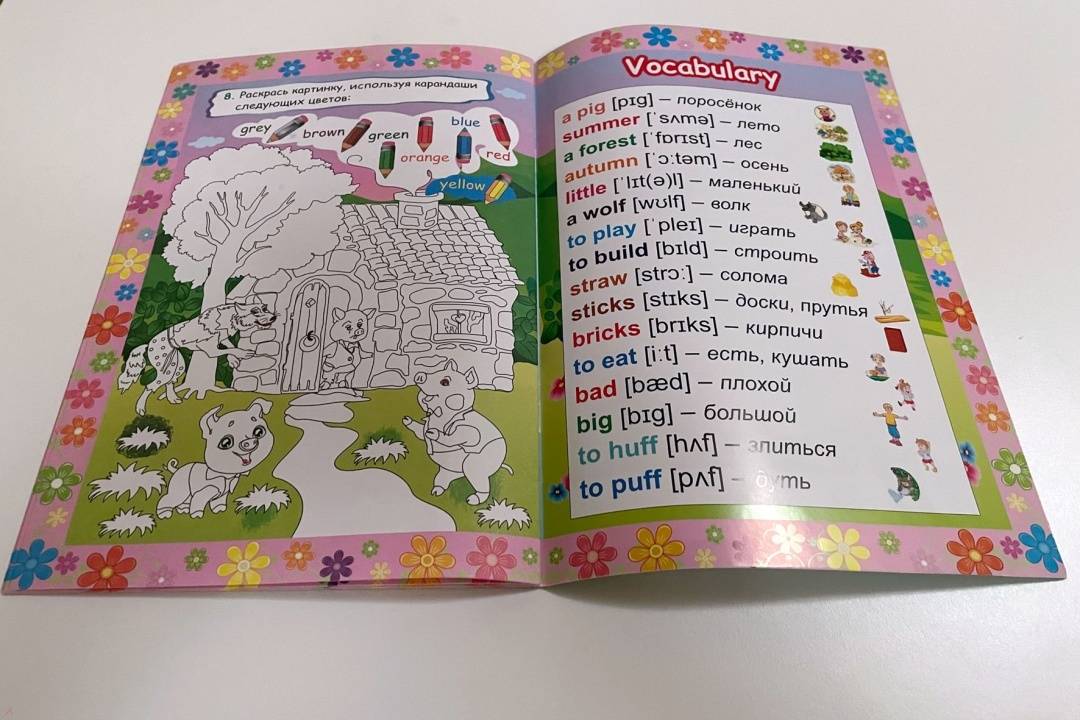 8. Раскрась картинку, используя карандаши
следующих цветов:
grey brown green blue
orange red
yellow
Vocabulary
a pig [pɪg] – поросёнок
summer [ˈsʌmə] – лето
a forest [ˈfɒrɪst] – лес
autumn [ˈɔːtəm] – осень
little [ˈlɪt(ə)l] – маленький
a wolf [wʊlf] – волк
to play [ˈpleɪ] – играть
to build [bɪld] – строить
straw [strɔː] – солома
sticks [stɪks] – доски, прутья
bricks [brɪks] – кирпичи
to eat [iːt] – есть, кушать
bad [bæd] – плохой
big [bɪg] – большой
to huff [hʌf] – злиться
to puff [pʌf] – дуть